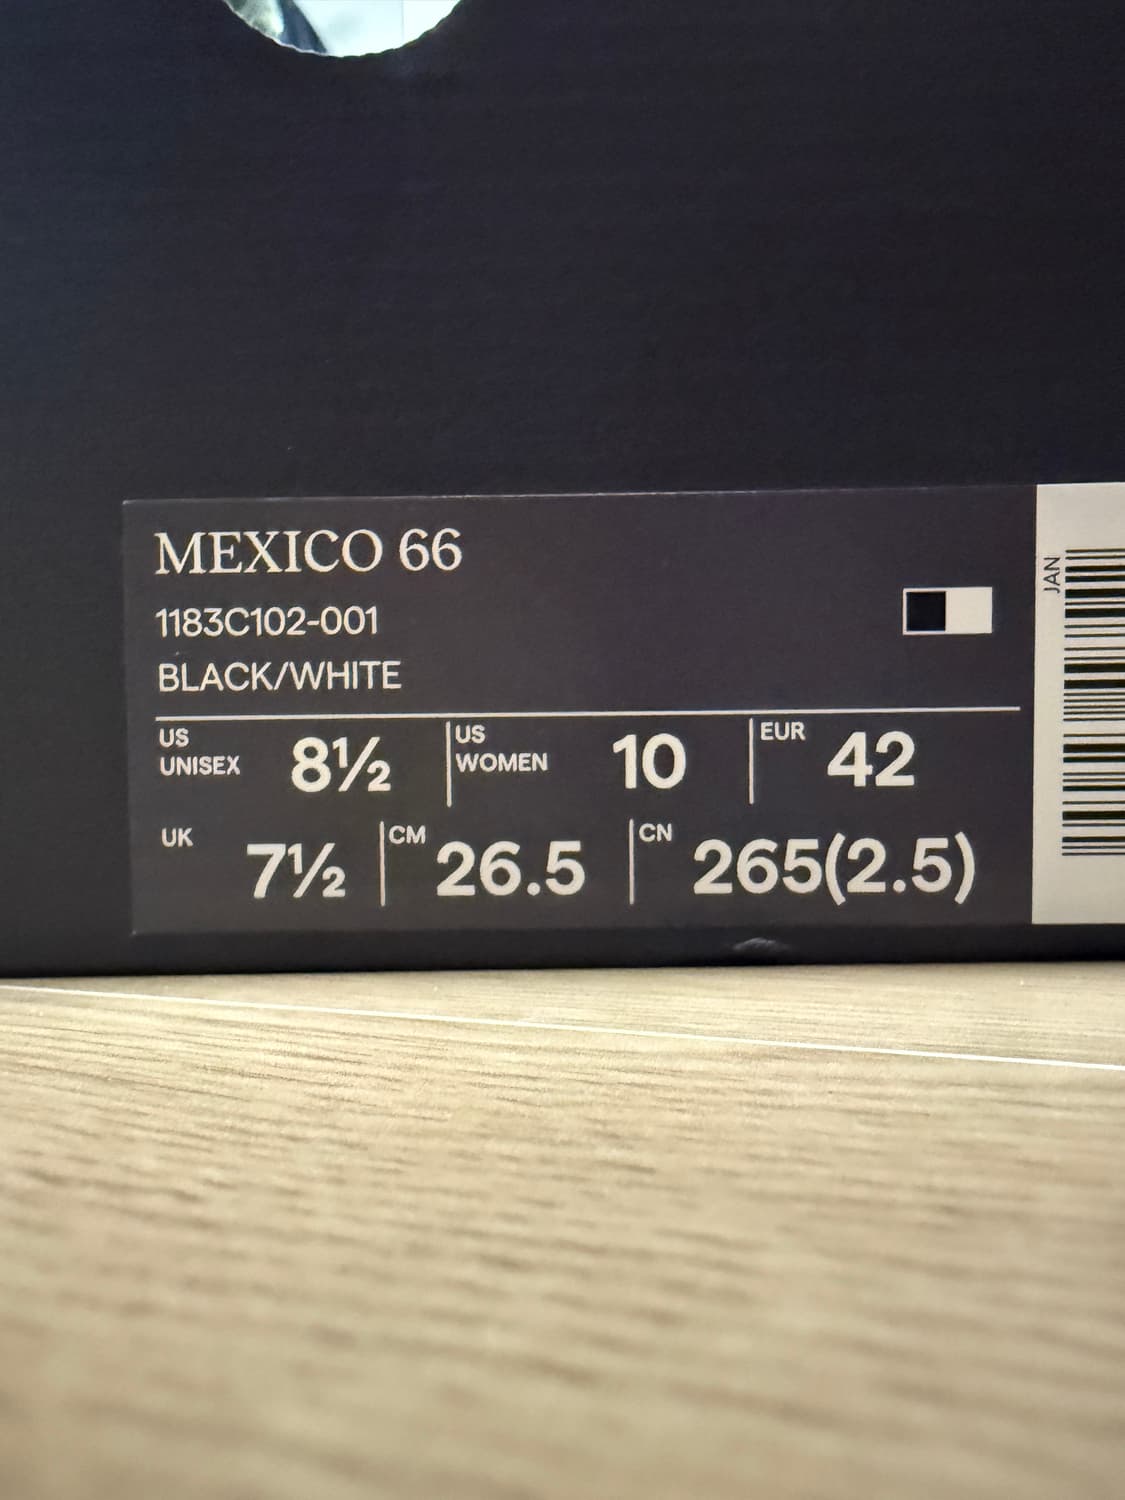 MEXICO 66
1183C102-001
BLACK/WHITE
US UNISEX 8½ US WOMEN 10 EUR 42
UK 7½ CM 26.5 CN 265(2.5)
JAN